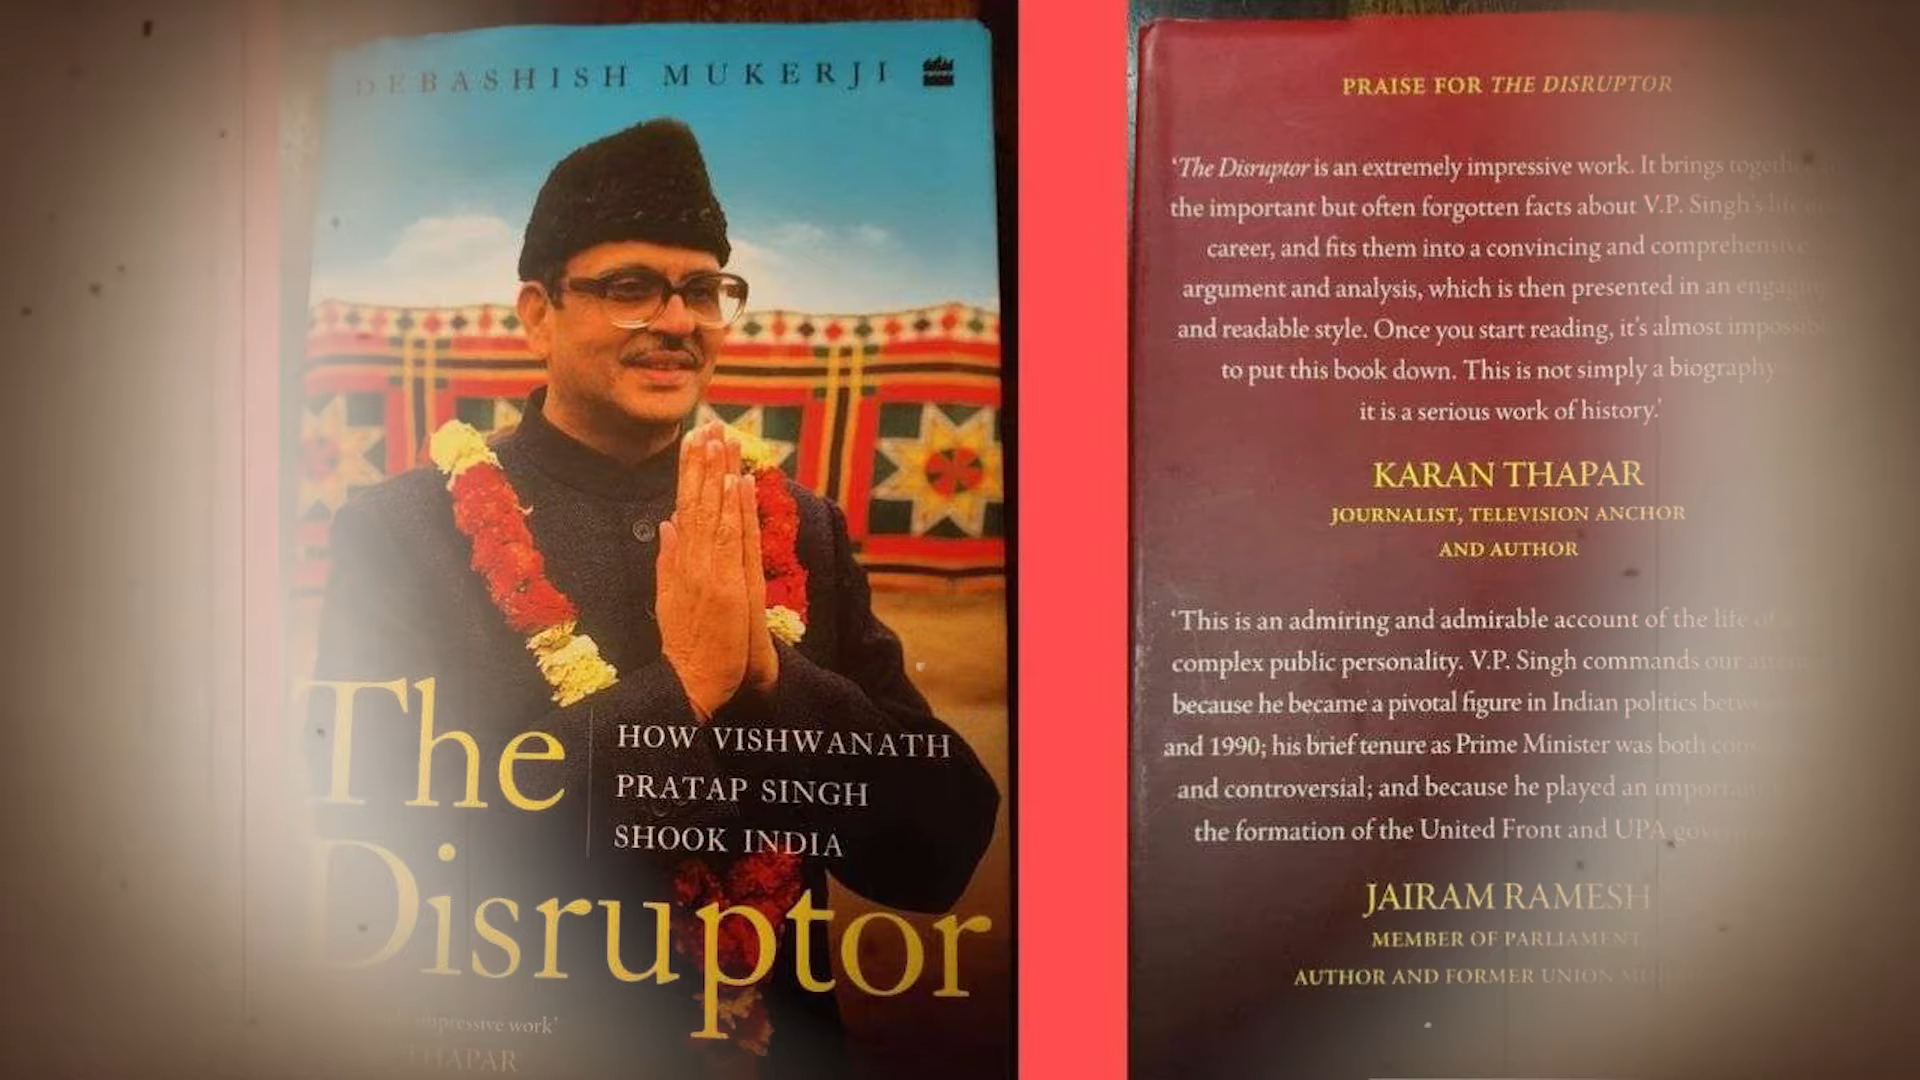 DEBASHISH MUKERJI
The
HOW VISHWANATH
PRATAP SINGH
SHOOK INDIA
Disruptor
impressive work'
THAPAR
PRAISE FOR THE DISRUPTOR
'The Disruptor is an extremely impressive work. It brings together
the important but often forgotten facts about V.P. Singh's life
career, and fits them into a convincing and comprehensive
argument and analysis, which is then presented in an engaging
and readable style. Once you start reading, it's almost impossible
to put this book down. This is not simply a biography
it is a serious work of history.'
KARAN THAPAR
JOURNALIST, TELEVISION ANCHOR
AND AUTHOR
'This is an admiring and admirable account of the life of
complex public personality. V.P. Singh commands our
because he became a pivotal figure in Indian politics
and 1990; his brief tenure as Prime Minister was both
and controversial; and because he played an
the formation of the United Front and UPA
JAIRAM RAMESH
MEMBER OF PARLIAMENT,
AUTHOR AND FORMER UNION